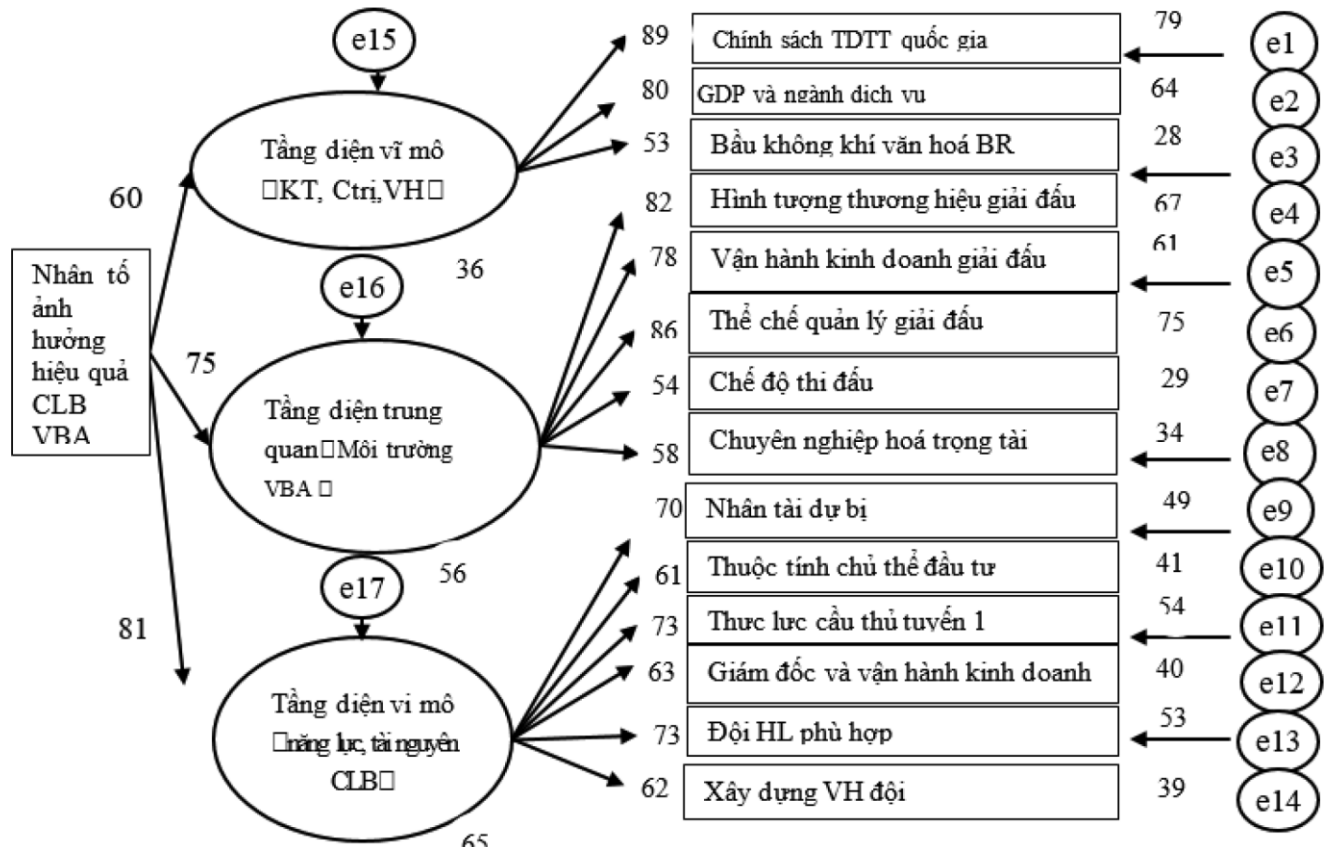 e15
89
Chính sách TDTT quốc gia
79
e1
80
GDP và ngành dịch vụ
64
e2
Tầng diện vĩ mô
□KT, Ctrị,VH□
53
Bầu không khí văn hoá BR
28
e3
60
82
Hình tượng thương hiệu giải đấu
67
e4
36
78
Vận hành kinh doanh giải đấu
61
e5
Nhân tố
ảnh
hưởng
hiệu quả
CLB
VBA
e16
86
Thể chế quản lý giải đấu
75
e6
75
54
Chế độ thi đấu
29
e7
Tầng diện trung
quan□Môi trường
VBA □
58
Chuyên nghiệp hoá trọng tài
34
e8
70
Nhân tài dự bị
49
e9
e17
56
61
Thuộc tính chủ thể đầu tư
41
e10
81
73
Thực lực cầu thủ tuyến 1
54
e11
63
Giám đốc và vận hành kinh doanh
40
e12
Tầng diện vi mô
□năng lực, tài nguyên
CLB□
73
Đội HL phù hợp
53
e13
62
Xây dựng VH đội
39
e14
65